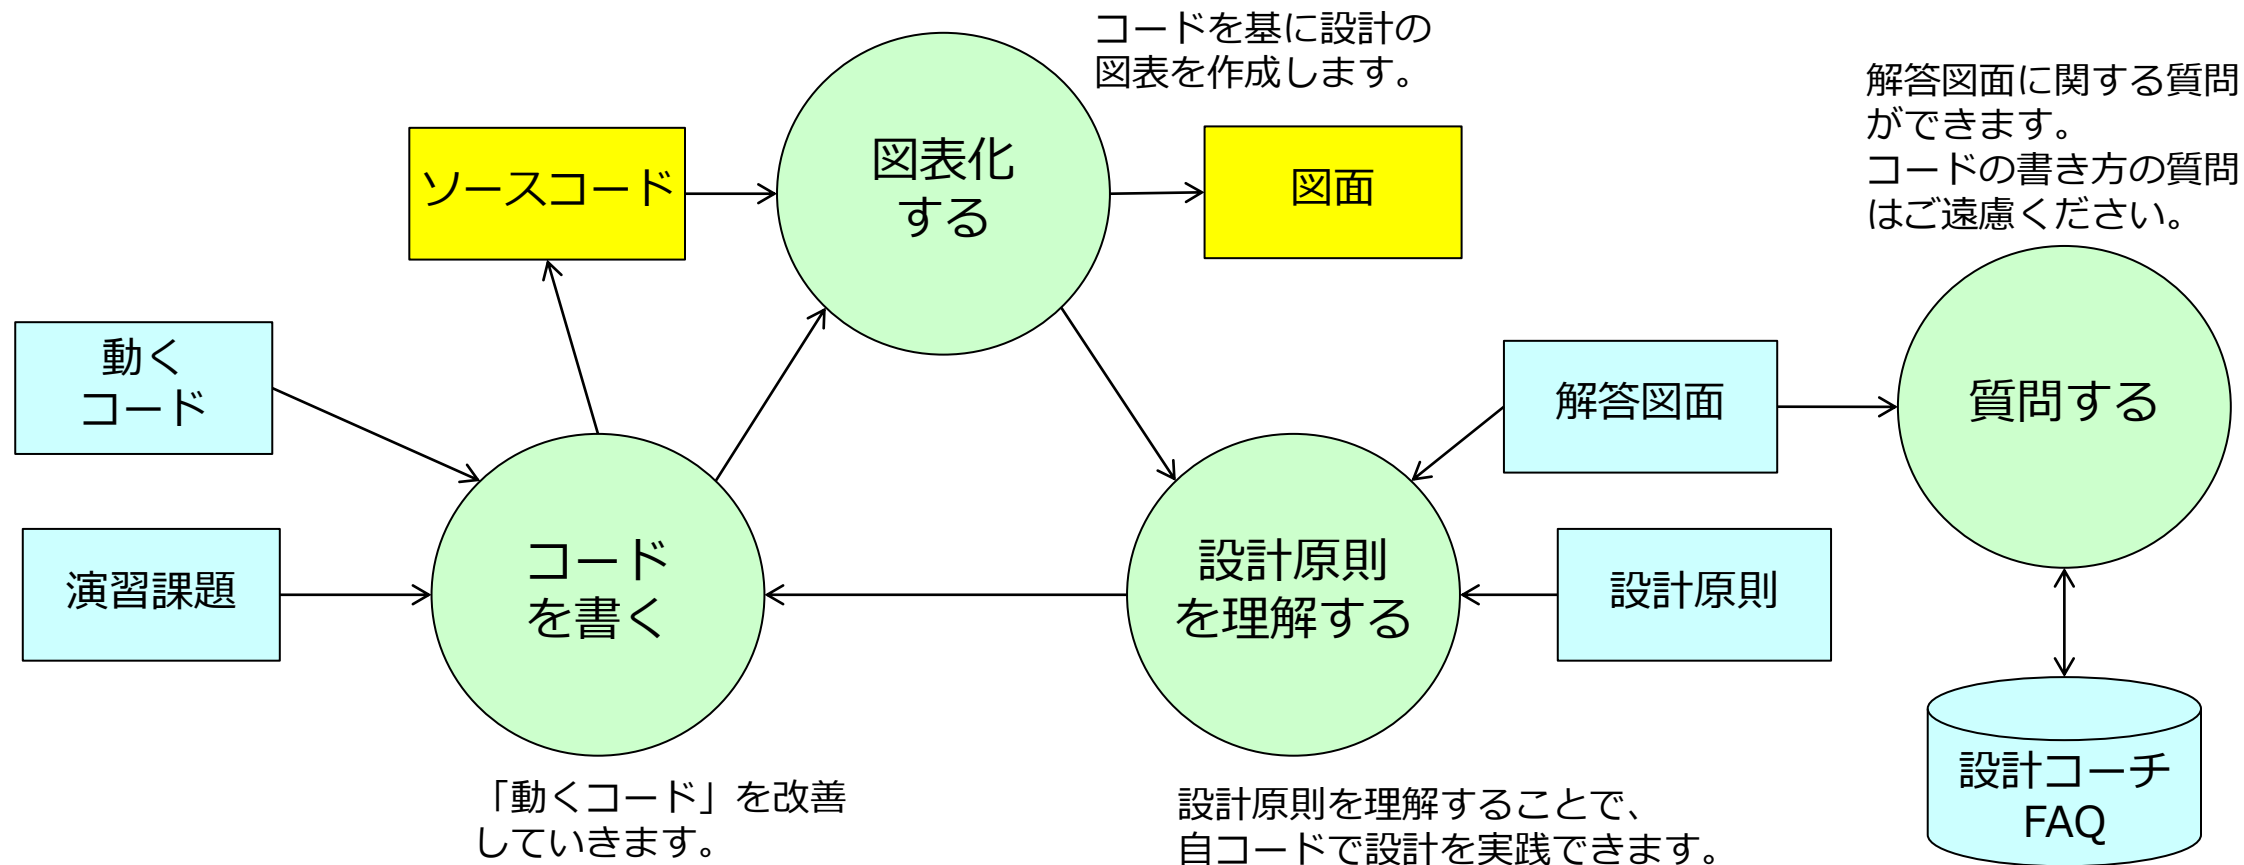 コードを基に設計の
図表を作成します。
解答図面に関する質問
ができます。
コードの書き方の質問
はご遠慮ください。
ソースコード
図表化
する
図面
動く
コード
解答図面
質問する
演習課題
コード
を書く
設計原則
を理解する
設計原則
設計コーチ
FAQ
「動くコード」を改善
していきます。
設計原則を理解することで、
自コードで設計を実践できます。